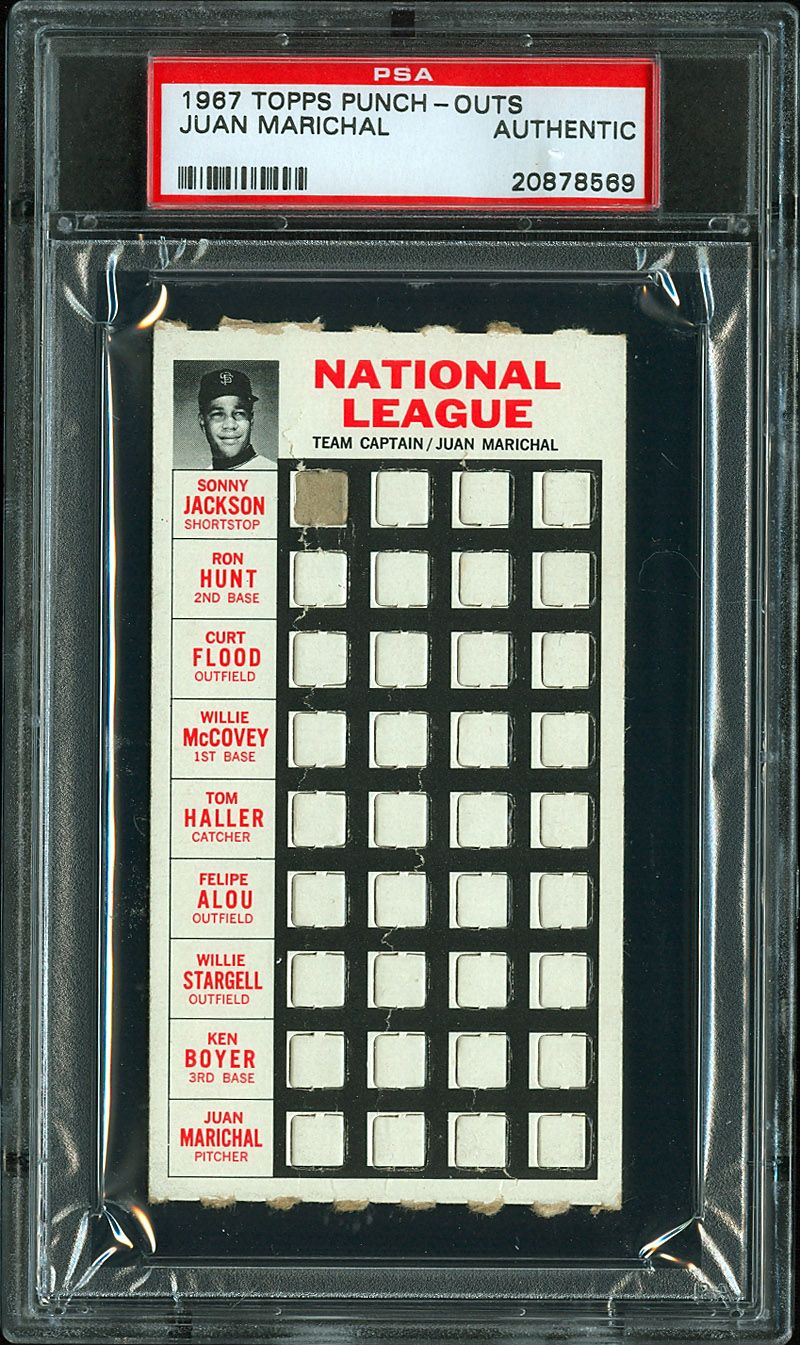 PSA
1967 TOPPS PUNCH-OUTS
JUAN MARICHAL AUTHENTIC
20878569
SF
NATIONAL
LEAGUE
TEAM CAPTAIN/JUAN MARICHAL
SONNY
JACKSON
SHORTSTOP
RON
HUNT
2ND BASE
CURT
FLOOD
OUTFIELD
WILLIE
McCOVEY
1ST BASE
TOM
HALLER
CATCHER
FELIPE
ALOU
OUTFIELD
WILLIE
STARGELL
OUTFIELD
KEN
BOYER
3RD BASE
JUAN
MARICHAL
PITCHER